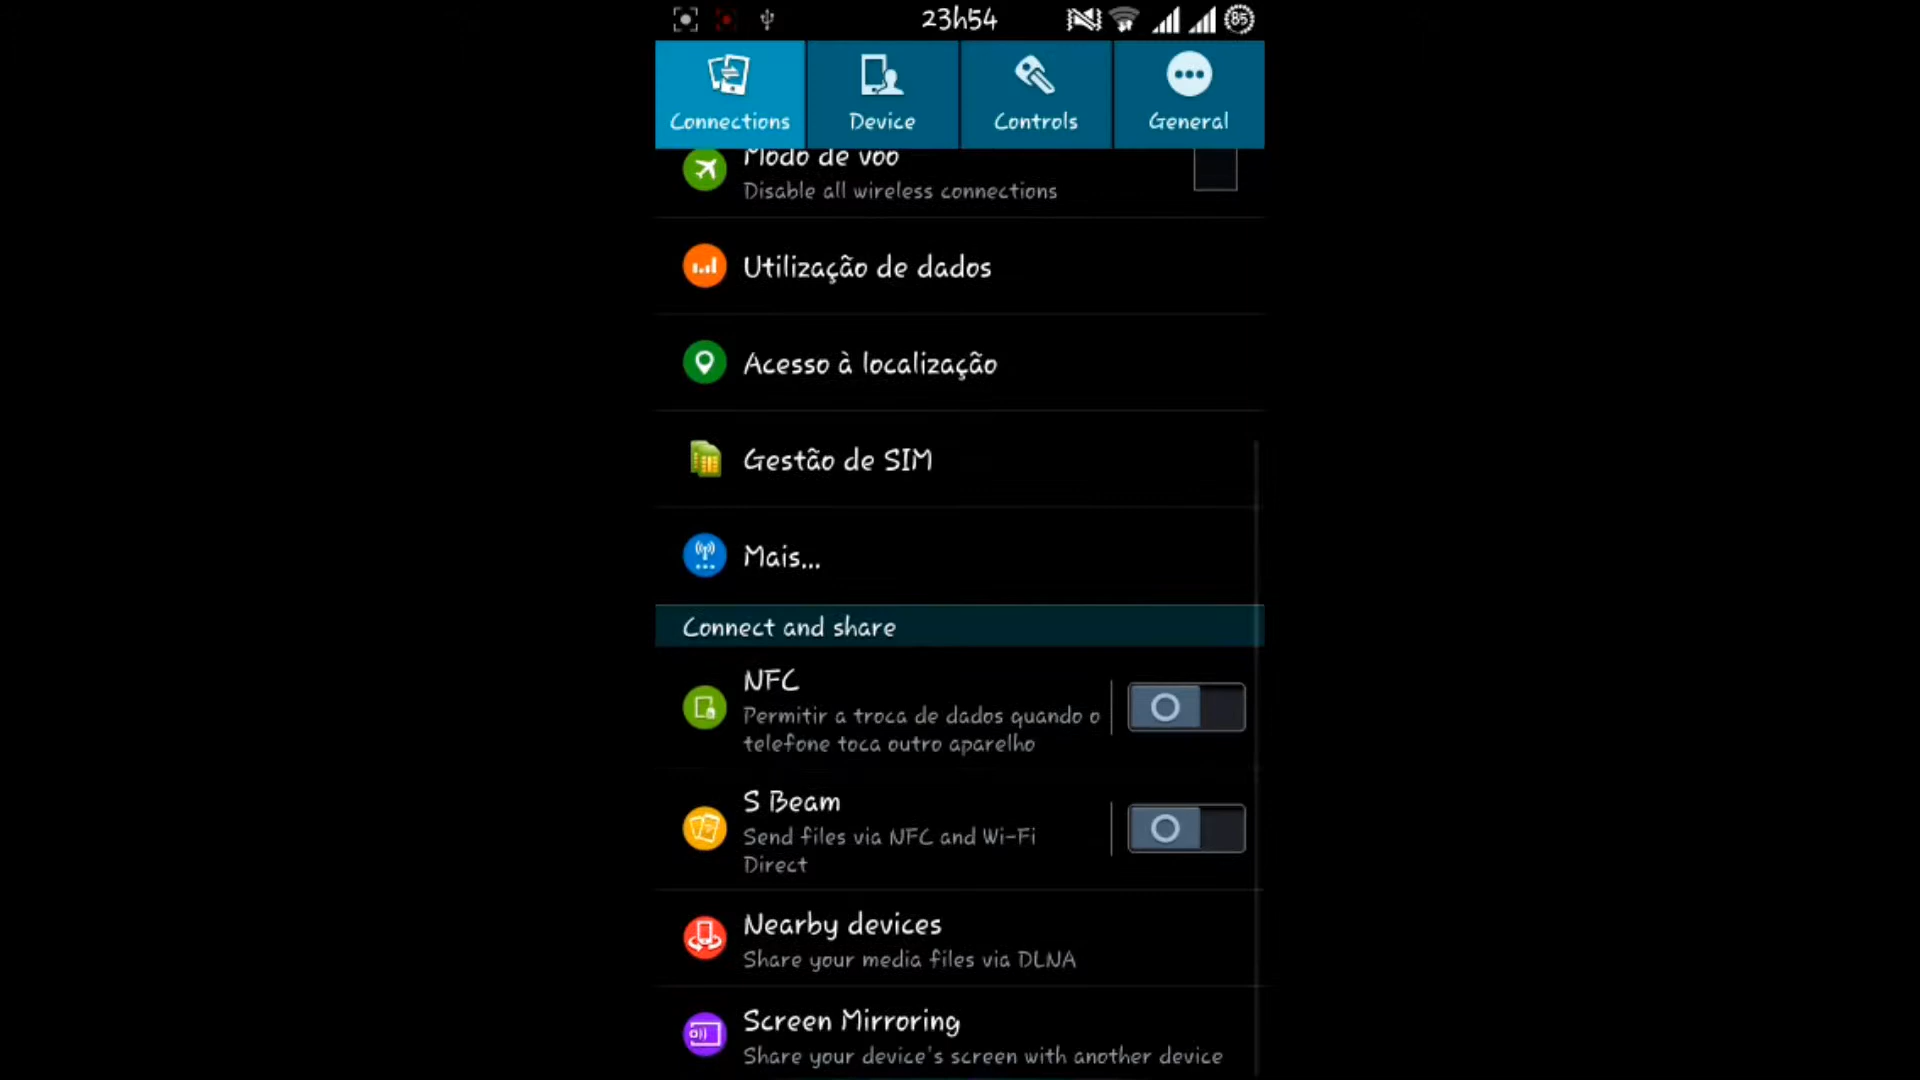 23h54
85
Connections
Device
Controls
General
Modo de voo
Disable all wireless connections
Utilização de dados
Acesso à localização
Gestão de SIM
Mais...
Connect and share
NFC
Permitir a troca de dados quando o
telefone toca outro aparelho
S Beam
Send files via NFC and Wi-Fi
Direct
Nearby devices
Share your media files via DLNA
Screen Mirroring
Share your device's screen with another device